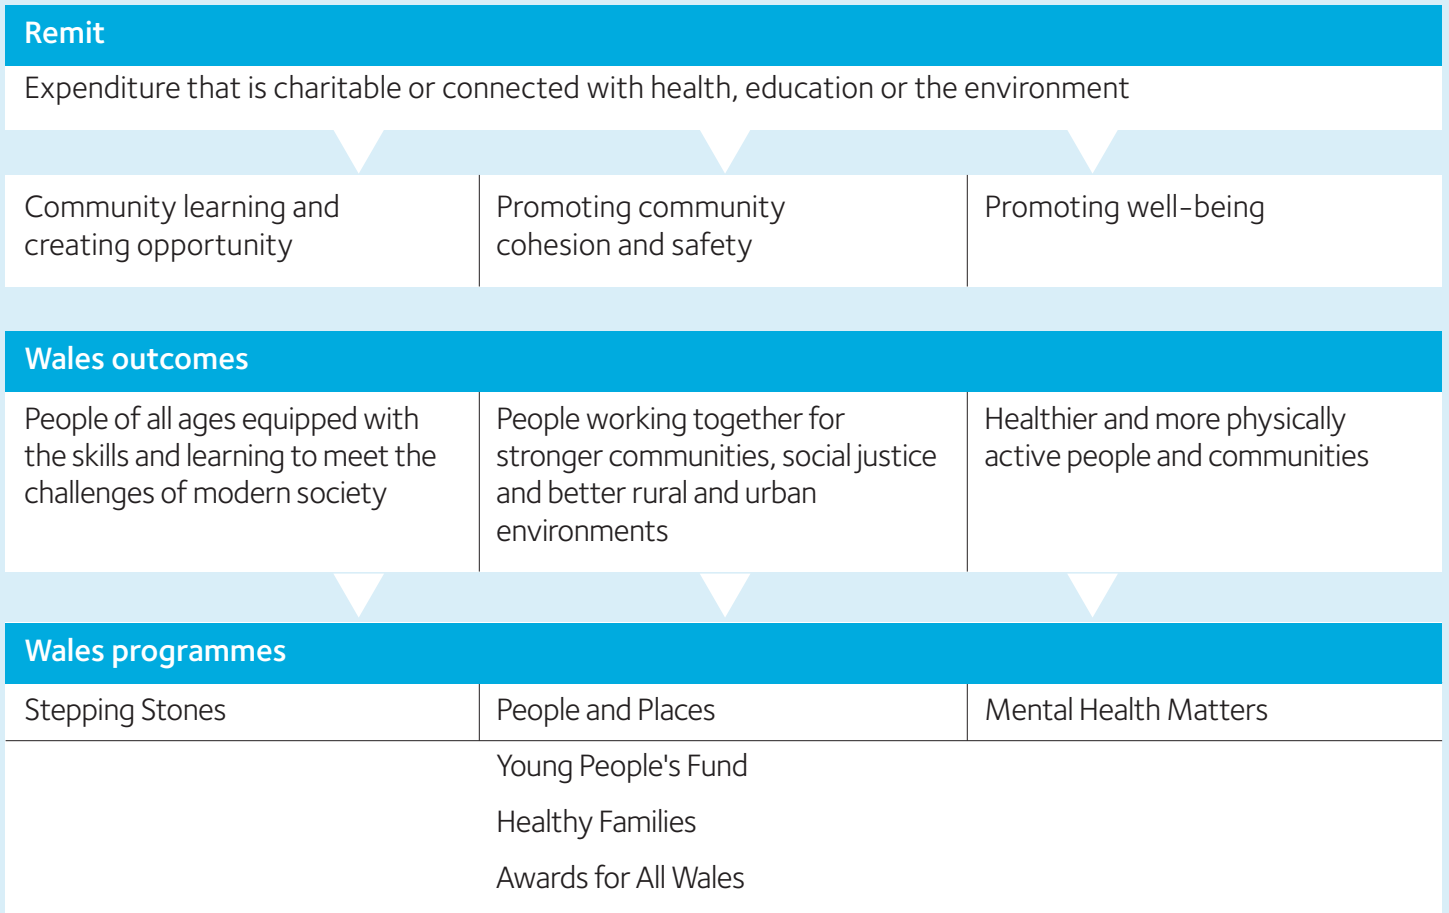 Remit
Expenditure that is charitable or connected with health, education or the environment
Community learning and
creating opportunity
Promoting community
cohesion and safety
Promoting well-being
Wales outcomes
People of all ages equipped with
the skills and learning to meet the
challenges of modern society
People working together for
stronger communities, social justice
and better rural and urban
environments
Healthier and more physically
active people and communities
Wales programmes
Stepping Stones
People and Places
Mental Health Matters
Young People's Fund
Healthy Families
Awards for All Wales